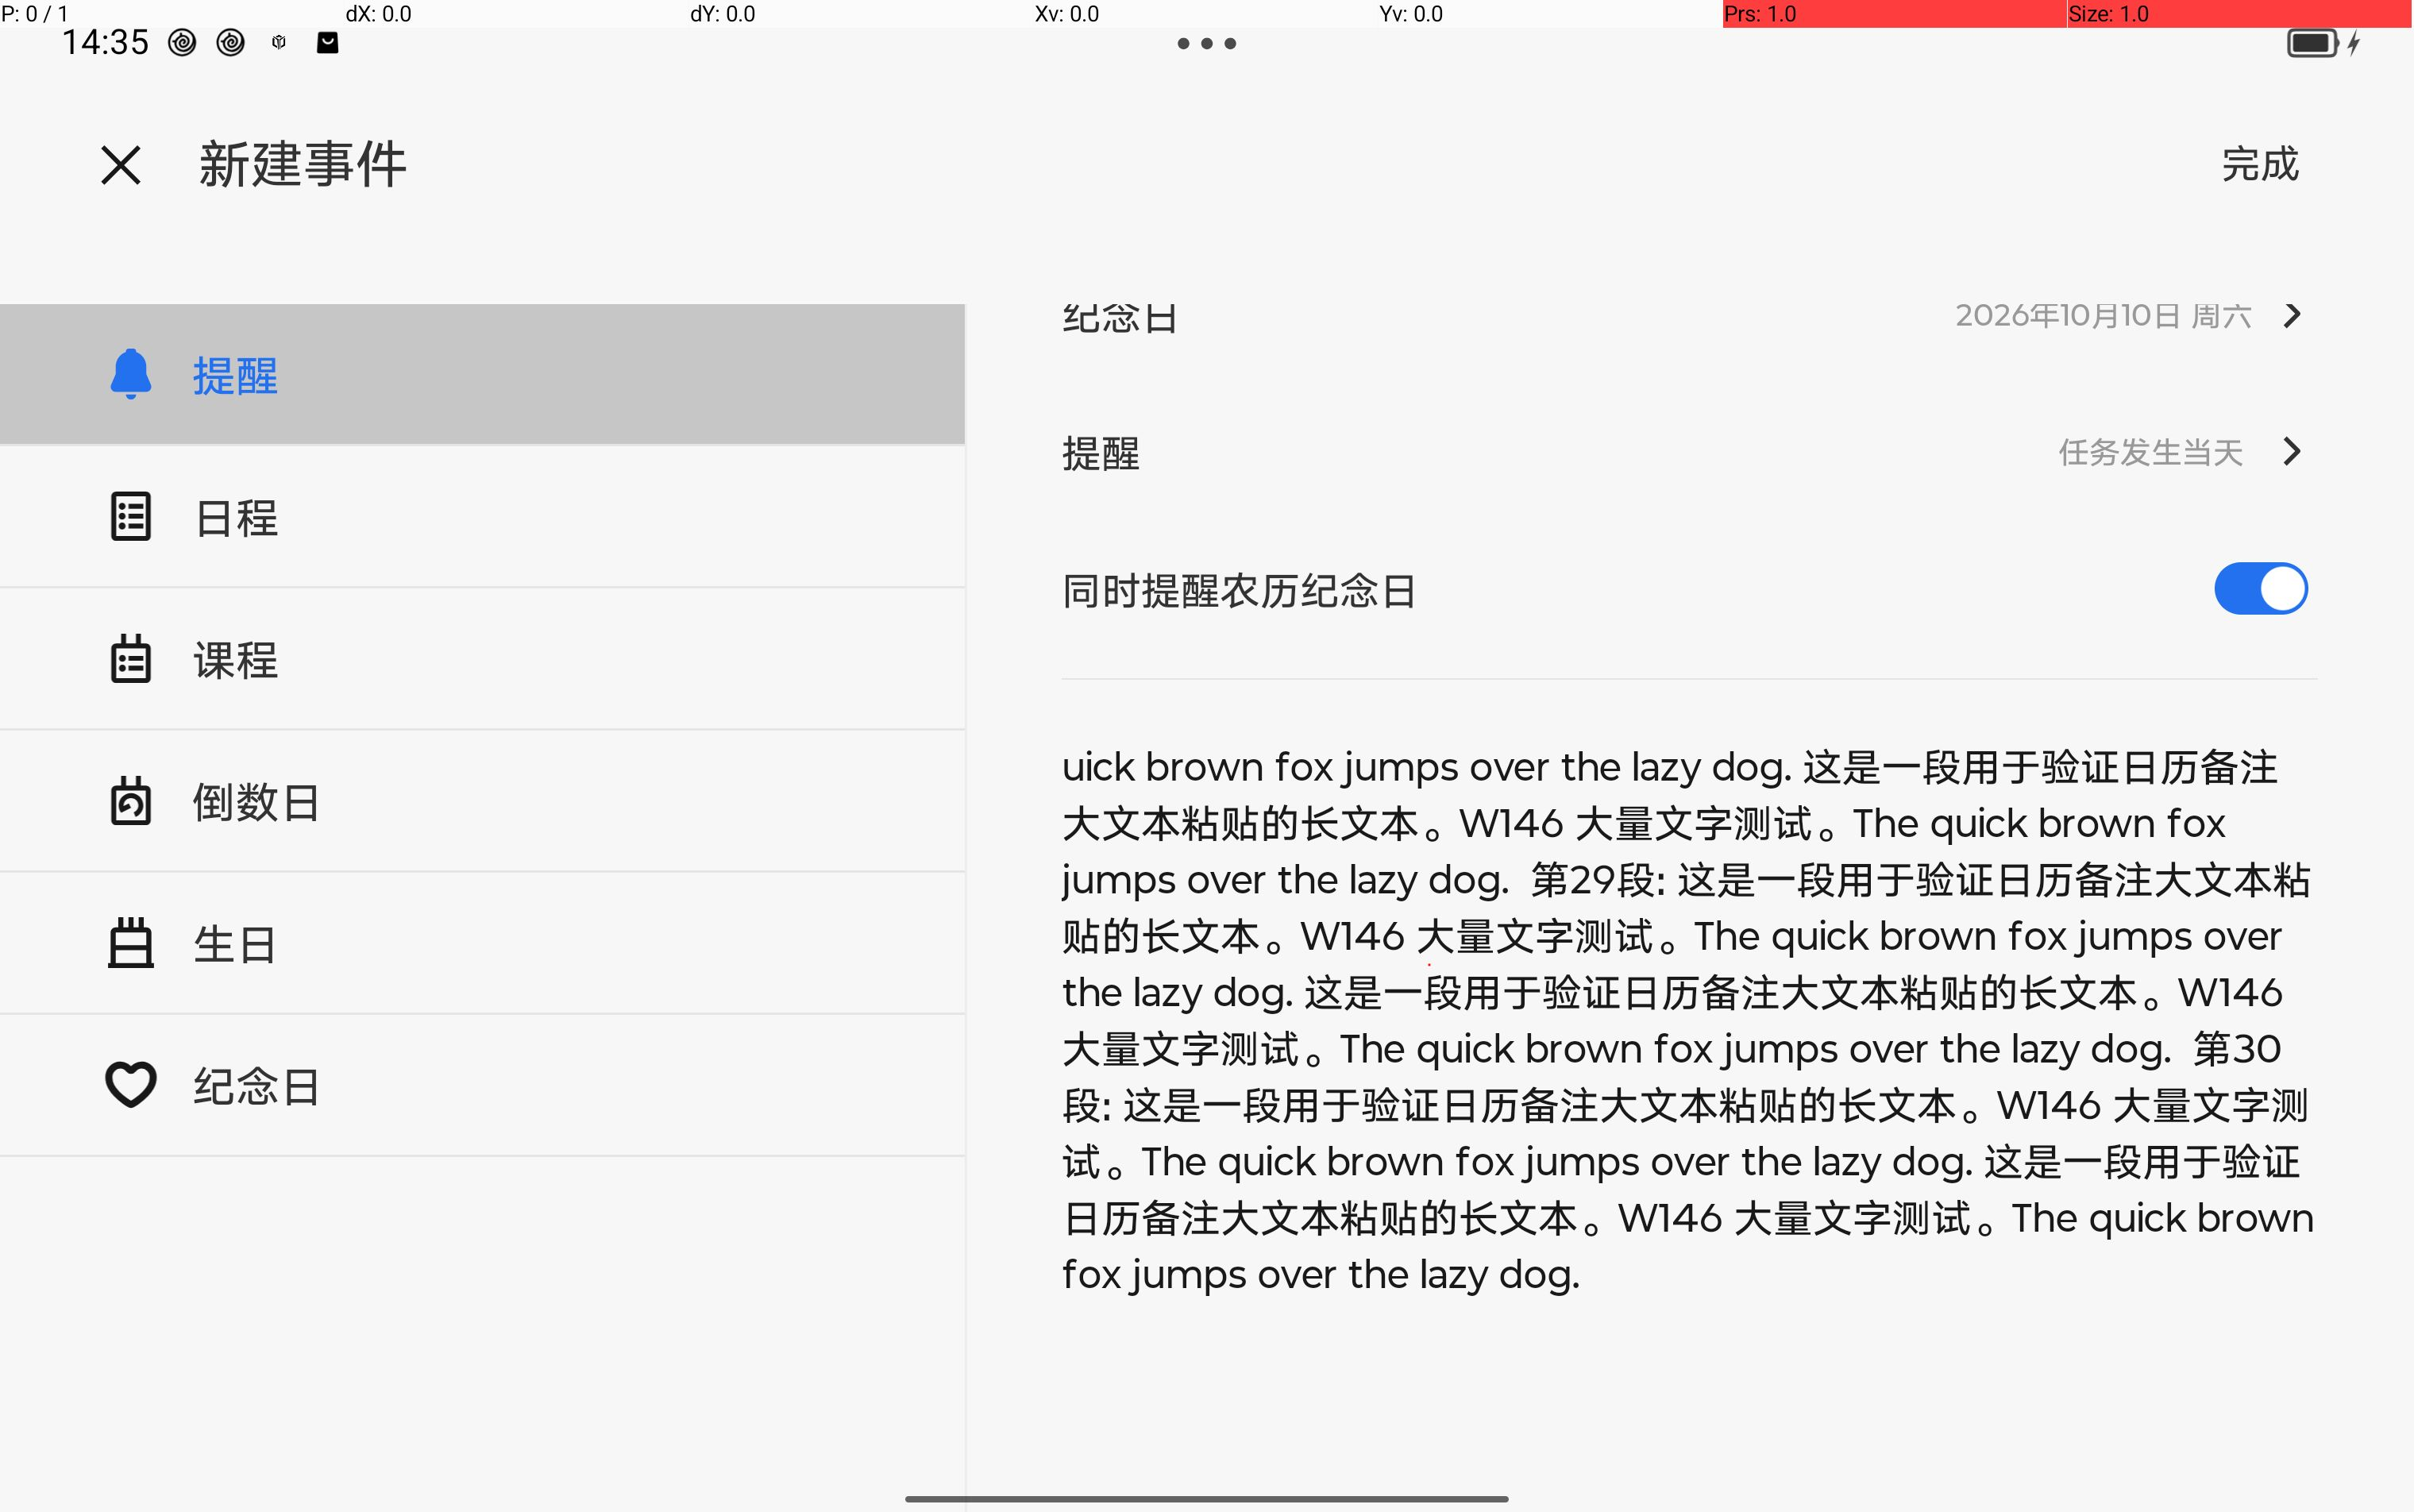 P: 0 / 1 dX: 0.0 dY: 0.0 Xv: 0.0 Yv: 0.0 Prs: 1.0 Size: 1.0
14:35
新建事件 完成
提醒
日程
课程
倒数日
生日
纪念日
纪念日 2026年10月10日 周六
提醒 任务发生当天
同时提醒农历纪念日
uick brown fox jumps over the lazy dog. 这是一段用于验证日历备注
大文本粘贴的长文本。W146 大量文字测试。The quick brown fox
jumps over the lazy dog.  第29段: 这是一段用于验证日历备注大文本粘
贴的长文本。W146 大量文字测试。The quick brown fox jumps over
the lazy dog. 这是一段用于验证日历备注大文本粘贴的长文本。W146
大量文字测试。The quick brown fox jumps over the lazy dog.  第30
段: 这是一段用于验证日历备注大文本粘贴的长文本。W146 大量文字测
试。The quick brown fox jumps over the lazy dog. 这是一段用于验证
日历备注大文本粘贴的长文本。W146 大量文字测试。The quick brown
fox jumps over the lazy dog.